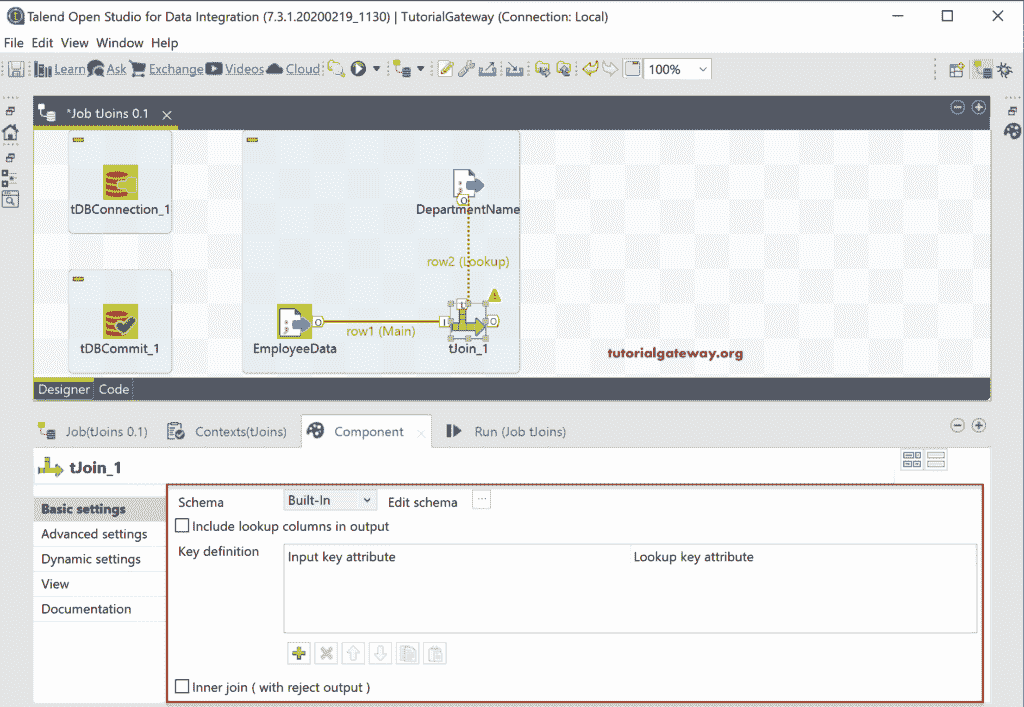 Talend Open Studio for Data Integration (7.3.1.20200219_1130) | TutorialGateway (Connection: Local)
File Edit View Window Help
Learn Ask Exchange Videos Cloud 100%
*Job tJoins 0.1
tDBConnection_1
DepartmentName
row2 (Lookup)
row1 (Main)
tDBCommit_1
EmployeeData
tJoin_1
tutorialgateway.org
Designer Code
Job(tJoins 0.1) Contexts(tJoins) Component Run (Job tJoins)
tJoin_1
Basic settings
Advanced settings
Dynamic settings
View
Documentation
Schema Built-In Edit schema ...
Include lookup columns in output
Key definition Input key attribute Lookup key attribute
Inner join ( with reject output )